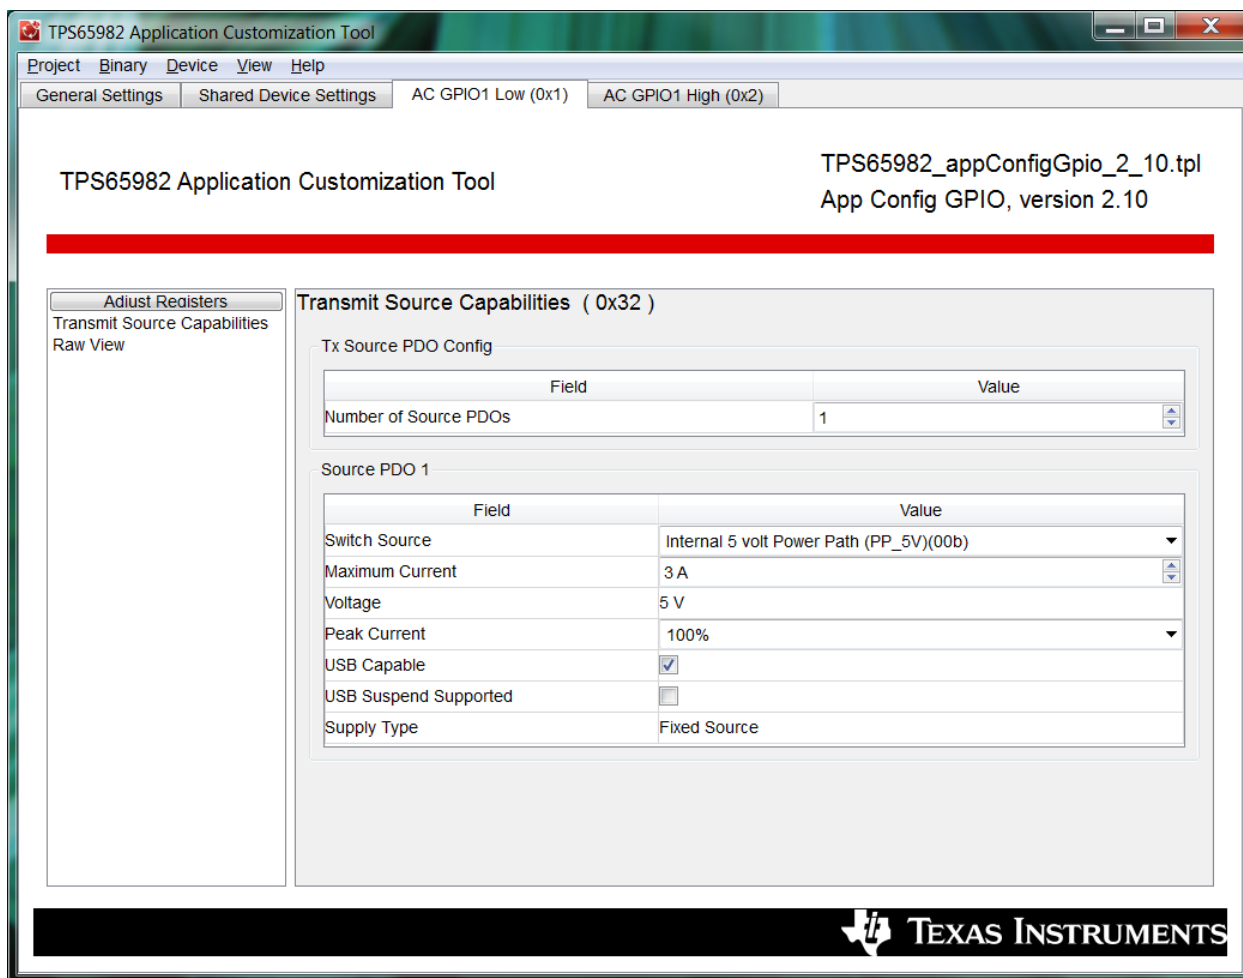 TPS65982 Application Customization Tool
Project Binary Device View Help
General Settings Shared Device Settings AC GPIO1 Low (0x1) AC GPIO1 High (0x2)
TPS65982 Application Customization Tool
TPS65982_appConfigGpio_2_10.tpl
App Config GPIO, version 2.10
Adjust Registers
Transmit Source Capabilities
Raw View
Transmit Source Capabilities ( 0x32 )
Tx Source PDO Config
Field Value
Number of Source PDOs 1
Source PDO 1
Field Value
Switch Source Internal 5 volt Power Path (PP_5V)(00b)
Maximum Current 3 A
Voltage 5 V
Peak Current 100%
USB Capable
USB Suspend Supported
Supply Type Fixed Source
TEXAS INSTRUMENTS